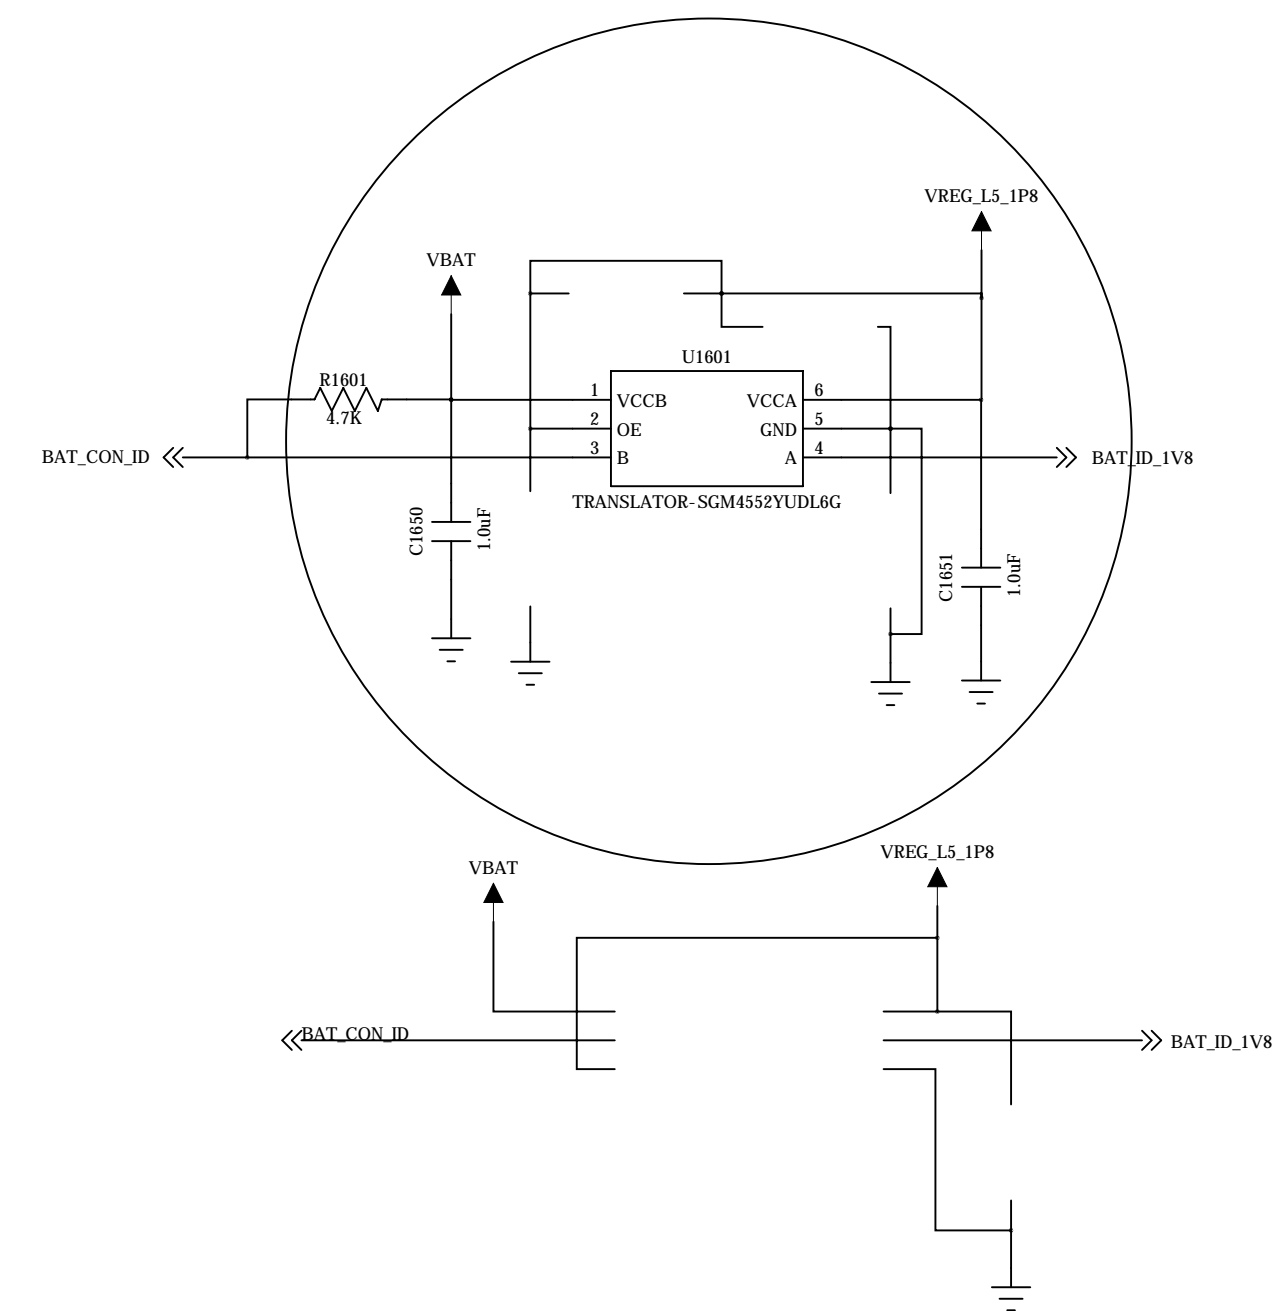 VREG_L5_1P8
VBAT
U1601
R1601
4.7K
1
VCCB
VCCA
6
2
OE
GND
5
3
B
A
4
BAT_CON_ID
BAT_ID_1V8
TRANSLATOR-SGM4552YUDL6G
C1650
1.0uF
C1651
1.0uF
VREG_L5_1P8
VBAT
BAT_CON_ID
BAT_ID_1V8